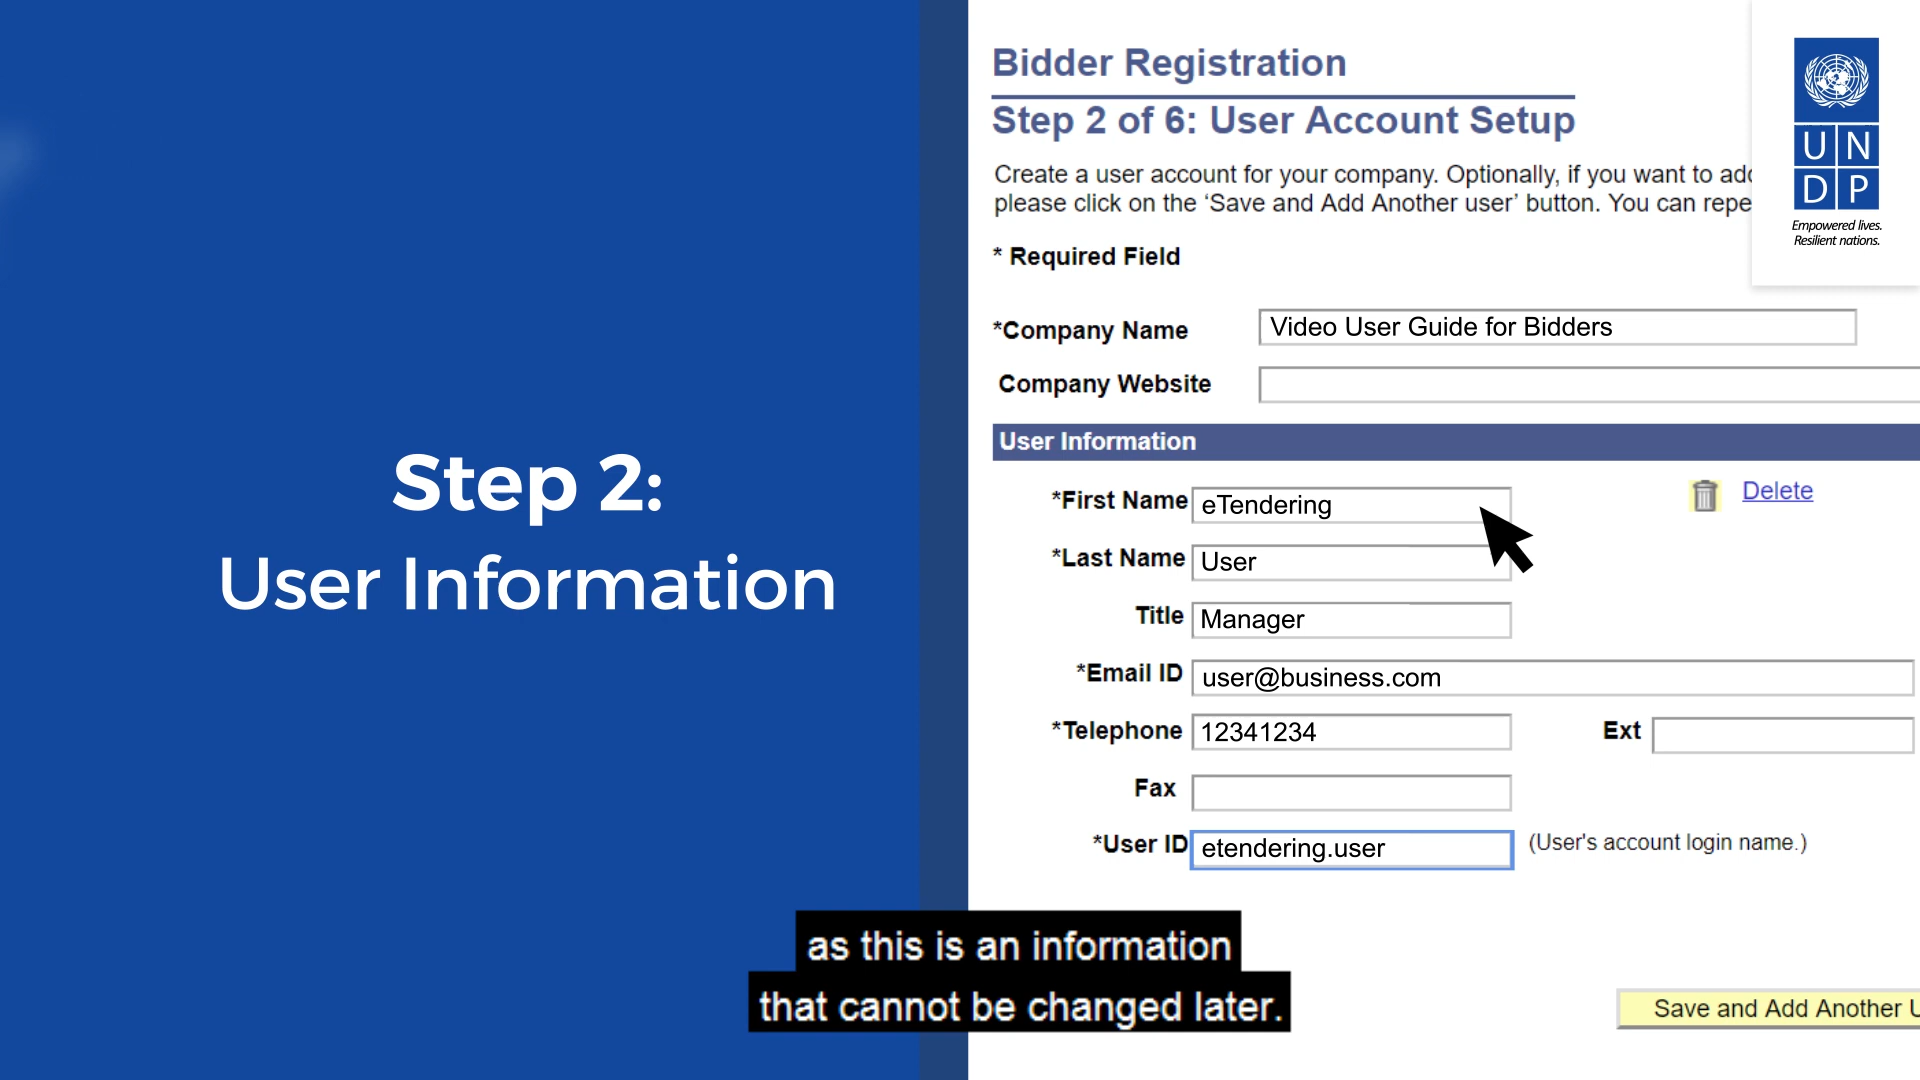 Step 2:
User Information
Bidder Registration
Step 2 of 6: User Account Setup
Create a user account for your company. Optionally, if you want to add
please click on the ‘Save and Add Another user’ button. You can repe
* Required Field
*Company Name Video User Guide for Bidders
Company Website
User Information
*First Name eTendering
Delete
*Last Name User
Title Manager
*Email ID user@business.com
*Telephone 12341234 Ext
Fax
*User ID etendering.user (User's account login name.)
Save and Add Another U
U N
D P
Empowered lives.
Resilient nations.
as this is an information
that cannot be changed later.